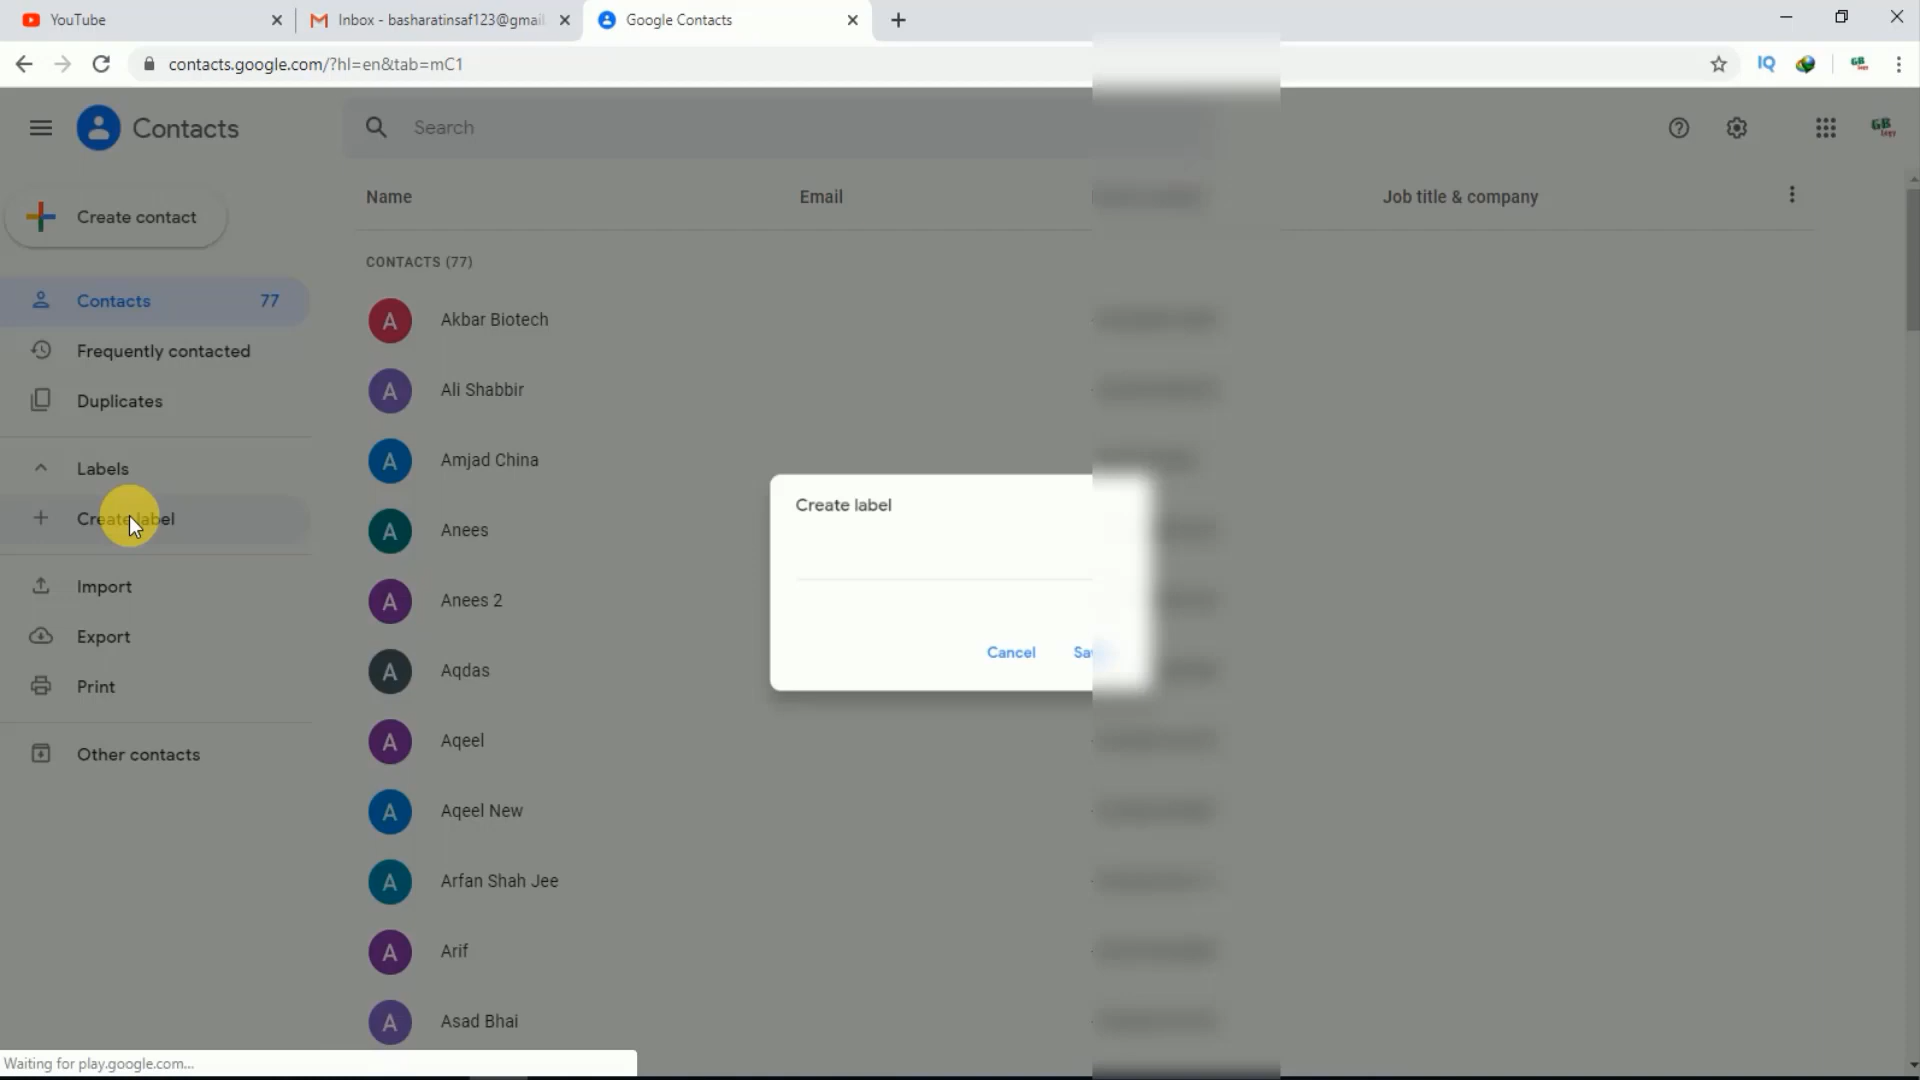 YouTube
Inbox - basharatinsaf123@gmail
Google Contacts
contacts.google.com/?hl=en&tab=mC1
IQ
Contacts
Search
Create contact
Name
Email
Job title & company
CONTACTS (77)
Contacts 77
Frequently contacted
Duplicates
Labels
Create label
Import
Export
Print
Other contacts
A Akbar Biotech
A Ali Shabbir
A Amjad China
A Anees
A Anees 2
A Aqdas
A Aqeel
A Aqeel New
A Arfan Shah Jee
A Arif
A Asad Bhai
Create label
Cancel
Waiting for play.google.com...